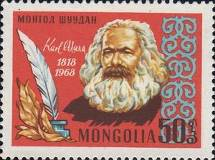 МОНГОЛ ШУУДАН
Karl Marx
1818
1968
50
MONGOLIA